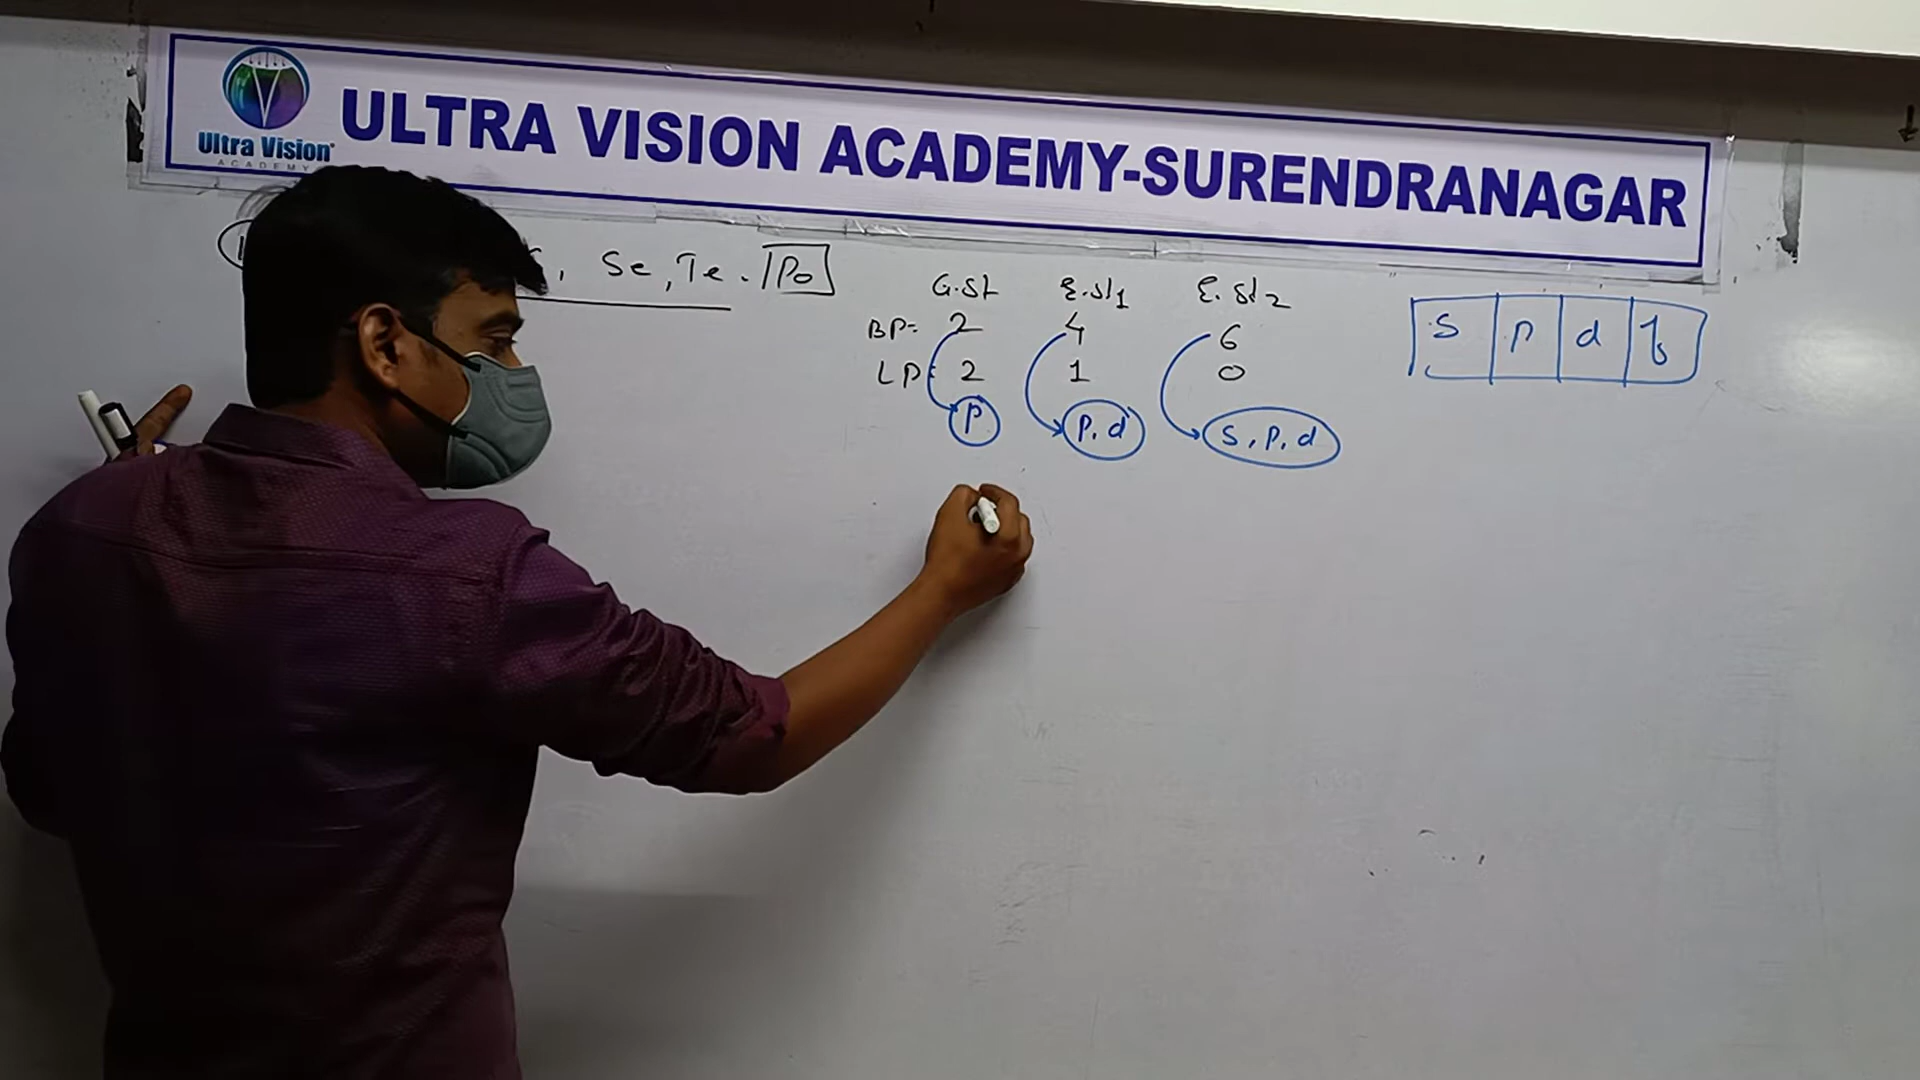 Ultra Vision
ACADEMY
ULTRA VISION ACADEMY-SURENDRANAGAR
, Se, Te. Po
G.St E.St1 E.St2
BP= 2 4 6
LP= 2 1 0
P P, d S, P, d
S P d f